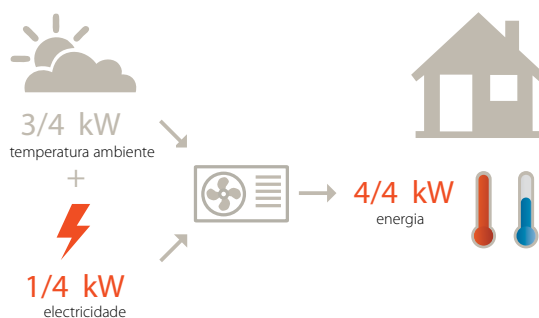 3/4 kW
temperatura ambiente
+
1/4 kW
electricidade
4/4 kW
energia